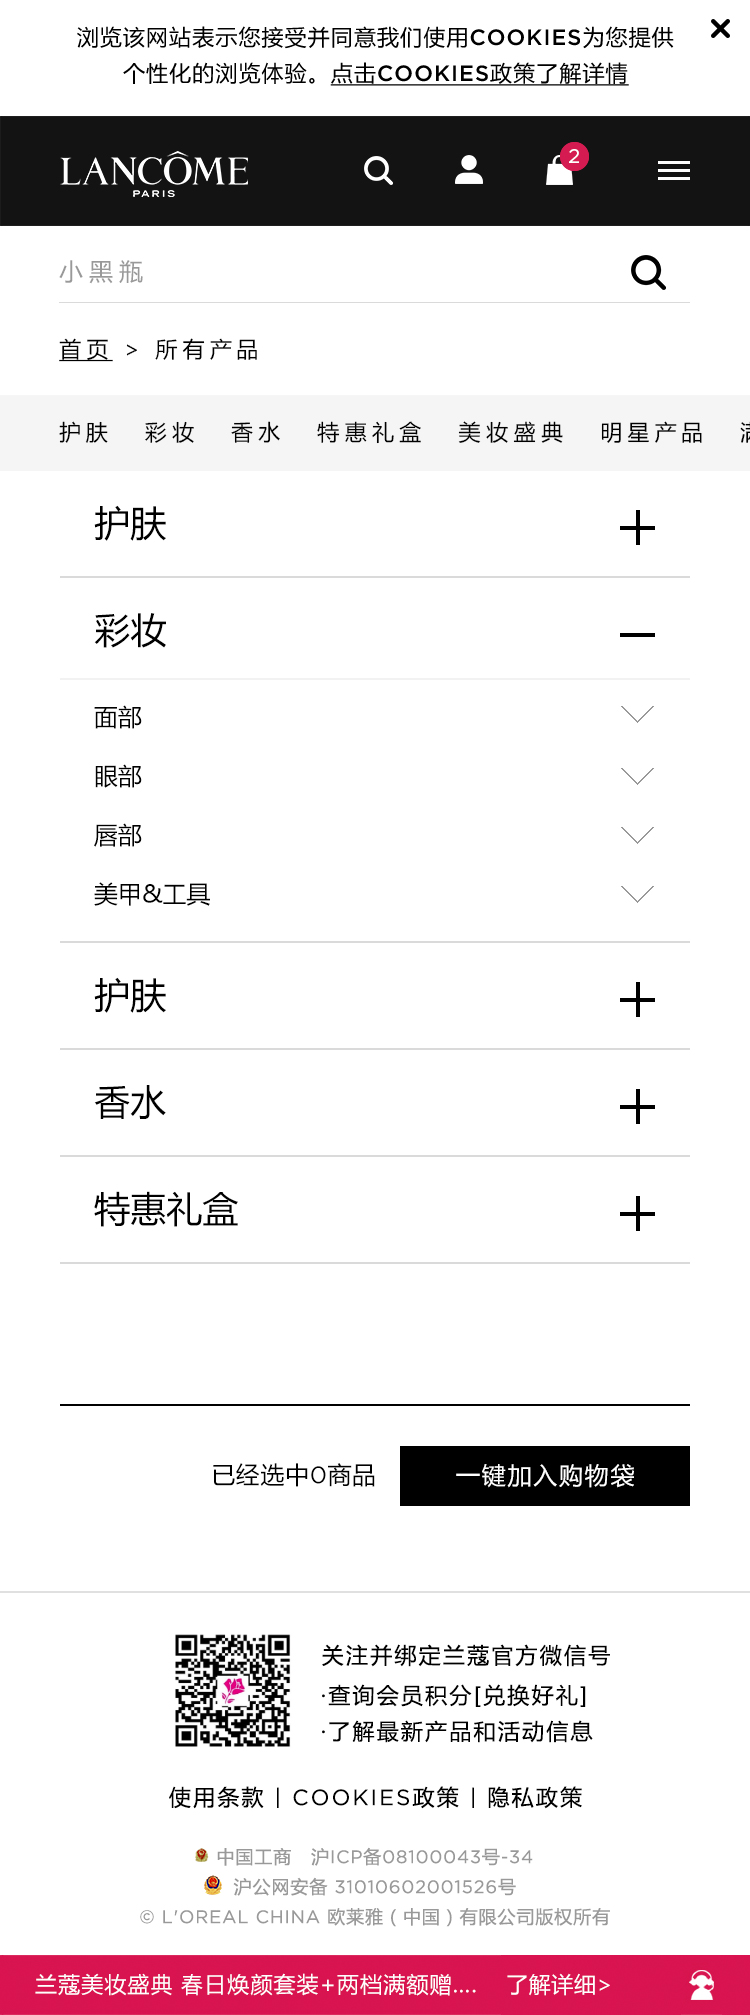 浏览该网站表示您接受并同意我们使用COOKIES为您提供
个性化的浏览体验。点击COOKIES政策了解详情
LANCÔME
PARIS
2
小黑瓶
首页 > 所有产品
护肤 彩妆 香水 特惠礼盒 美妆盛典 明星产品
护肤
彩妆
面部
眼部
唇部
美甲&工具
护肤
香水
特惠礼盒
已经选中0商品 一键加入购物袋
关注并绑定兰蔻官方微信号
·查询会员积分[兑换好礼]
·了解最新产品和活动信息
使用条款 | COOKIES政策 | 隐私政策
中国工商 沪ICP备08100043号-34
沪公网安备 31010602001526号
© L'OREAL CHINA 欧莱雅 ( 中国 ) 有限公司版权所有
兰蔻美妆盛典 春日焕颜套装+两档满额赠.... 了解详细>